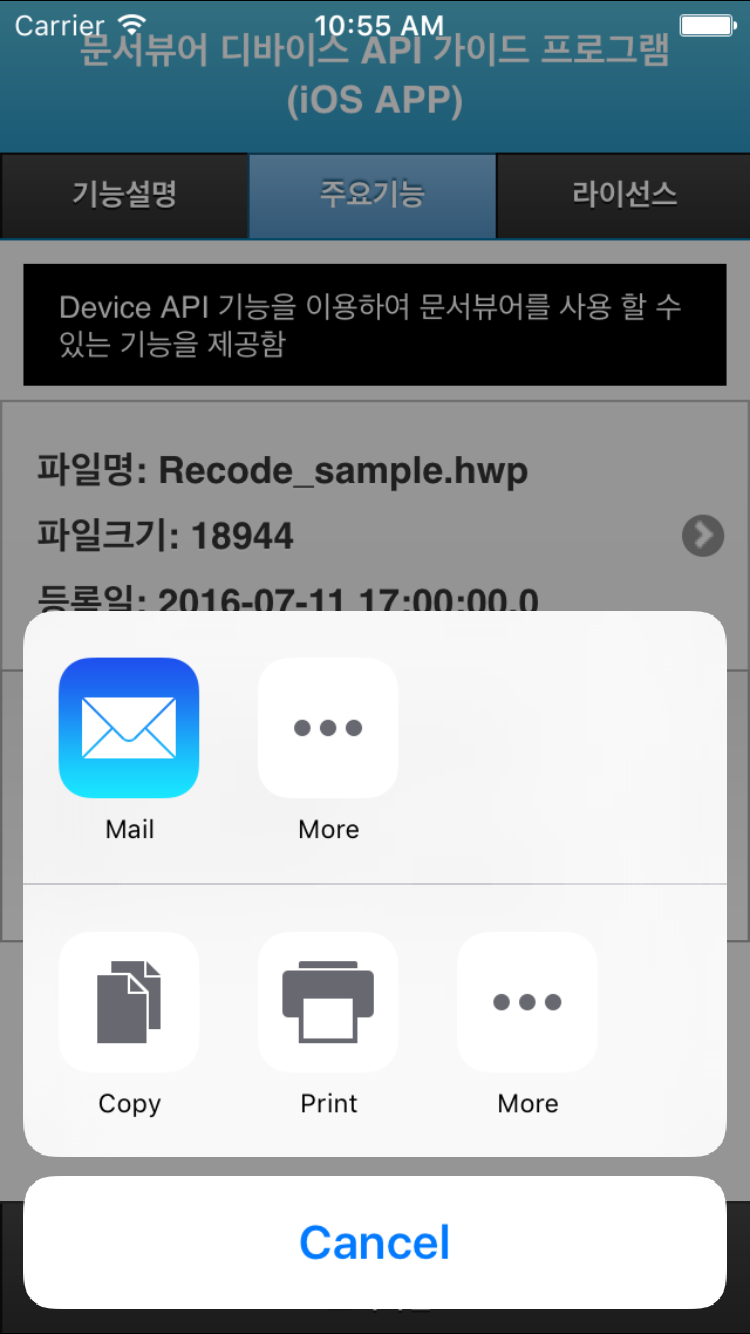 Carrier 10:55 AM
문서뷰어 디바이스 API 가이드 프로그램
(iOS APP)
기능설명 주요기능 라이선스
Device API 기능을 이용하여 문서뷰어를 사용 할 수
있는 기능을 제공함
파일명: Recode_sample.hwp
파일크기: 18944
등록일: 2016-07-11 17:00:00.0
Mail More
Copy Print More
Cancel